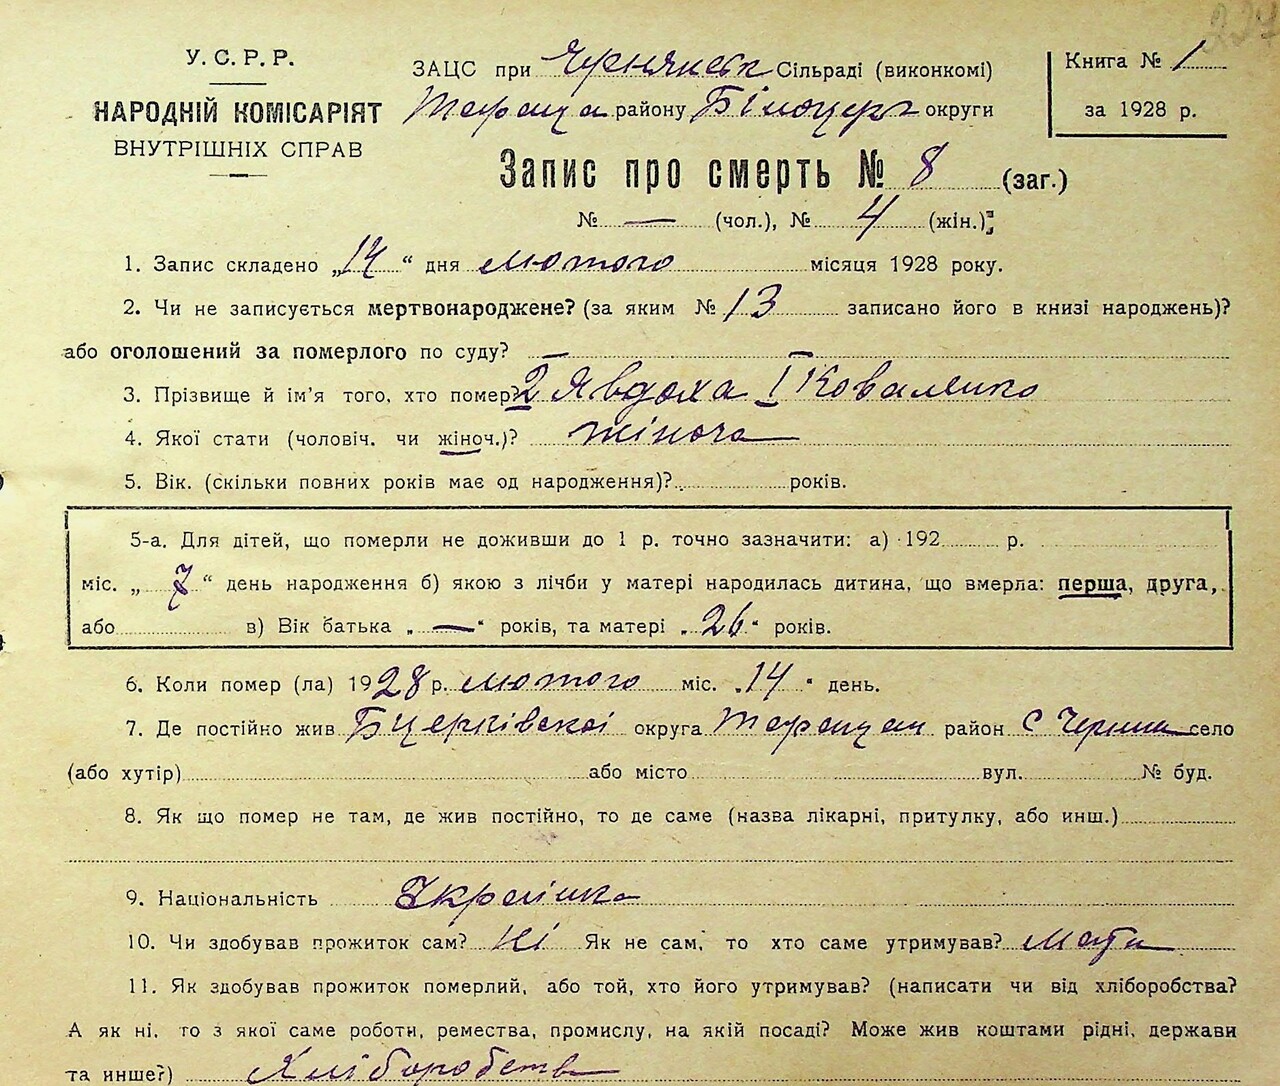 224
У. С. Р. Р.
НАРОДНІЙ КОМІСАРІЯТ
ВНУТРІШНІХ СПРАВ
ЗАЦС при Чернянськ Сільраді (виконкомі)
Тараща району Білоцерк округи
Книга № 1
за 1928 р.
Запис про смерть № 8 (заг.)
№ — (чол.), № 4 (жін.)
1. Запис складено „14“ дня лютого місяця 1928 року.
2. Чи не записується мертвонароджене? (за яким № 13 записано його в книзі народжень)?
або оголошений за померлого по суду? —
3. Прізвище й ім'я того, хто помер? 2 Явдоха I Коваленко
4. Якої стати (чоловіч. чи жіноч.)? жіноча
5. Вік. (скільки повних років має од народження)? років.
5-а. Для дітей, що померли не доживши до 1 р. точно зазначити: а) 192 р.
міс. „ 7 “ день народження б) якою з лічби у матері народилась дитина, що вмерла: перша, друга,
або в) Вік батька „ — “ років, та матері „ 26 “ років.
6. Коли помер (ла) 1928 р. лютого міс. „14“ день.
7. Де постійно жив Бцерківської округа Таращан район С Черни село
(або хутір) або місто вул. № буд.
8. Як що помер не там, де жив постійно, то де саме (назва лікарні, притулку, або инш.)
9. Національність Українка
10. Чи здобував прожиток сам? Ні Як не сам, то хто саме утримував? Мати
11. Як здобував прожиток померлий, або той, хто його утримував? (написати чи від хліборобства?
А як ні, то з якої саме роботи, ремества, промислу, на якій посаді? Може жив коштами рідні, держави
та инше?) Хліборобств